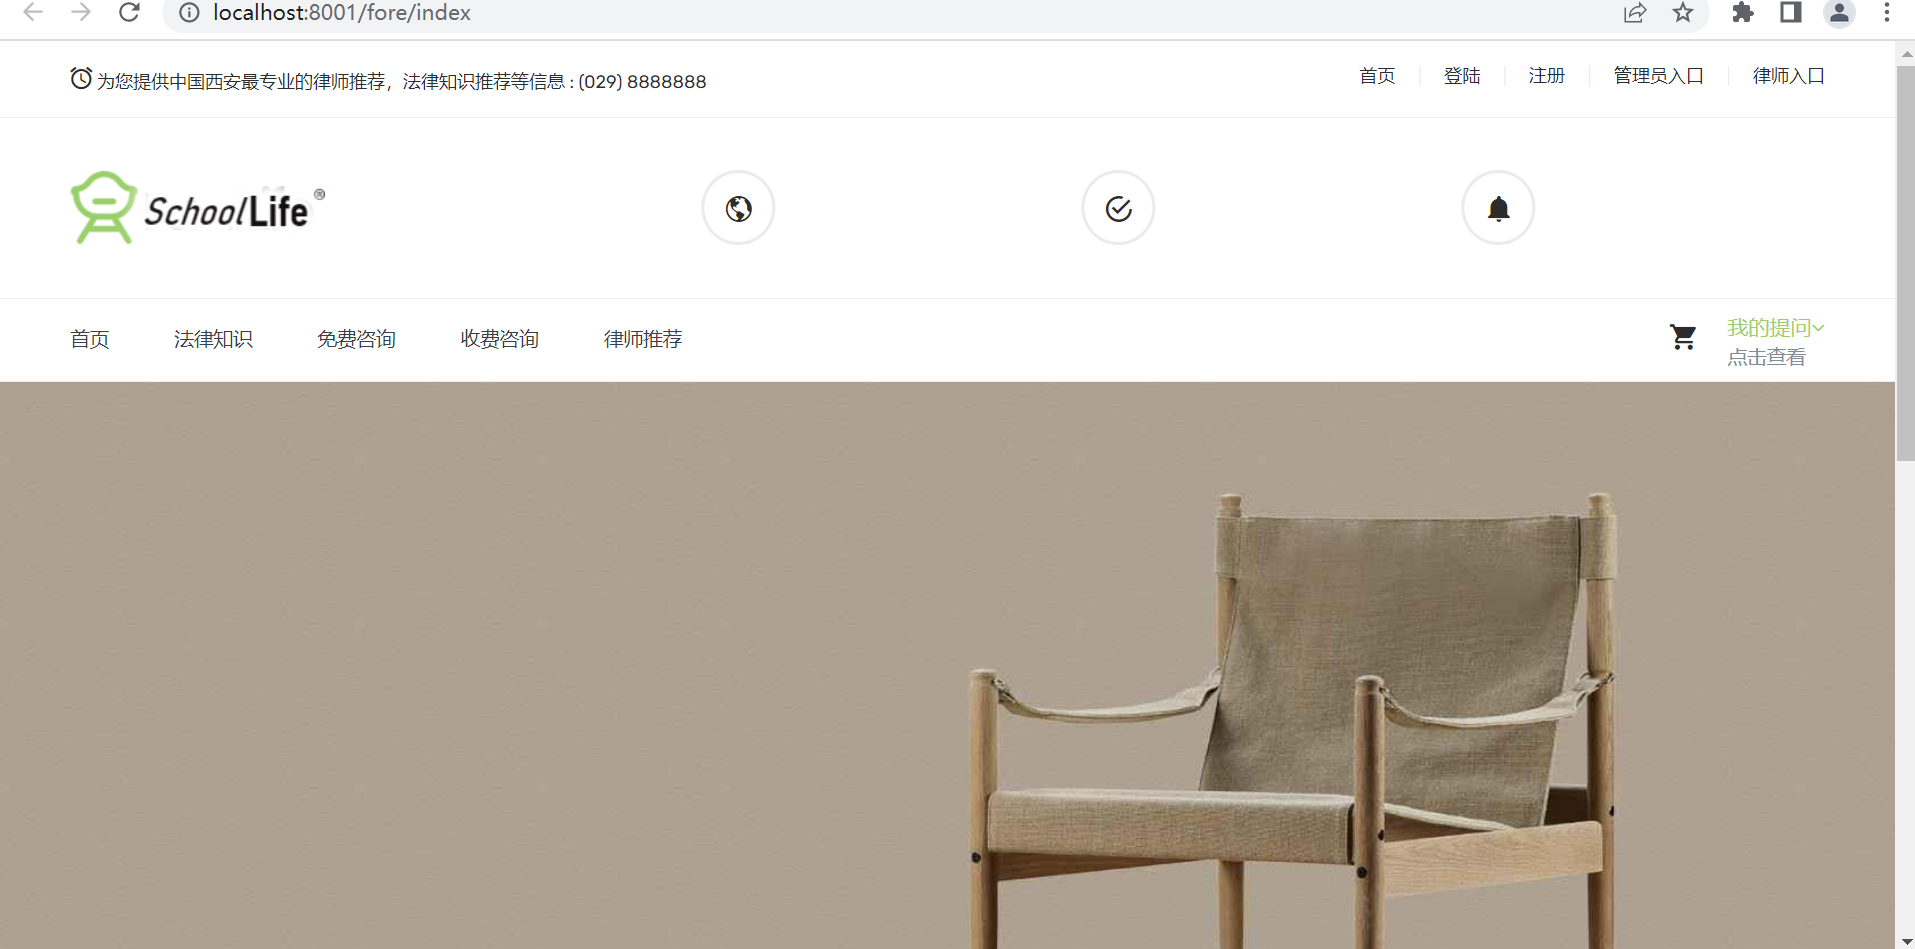 localhost:8001/fore/index
为您提供中国西安最专业的律师推荐，法律知识推荐等信息 : (029) 8888888
首页 登陆 注册 管理员入口 律师入口
SchoolLife ®
首页 法律知识 免费咨询 收费咨询 律师推荐
我的提问
点击查看